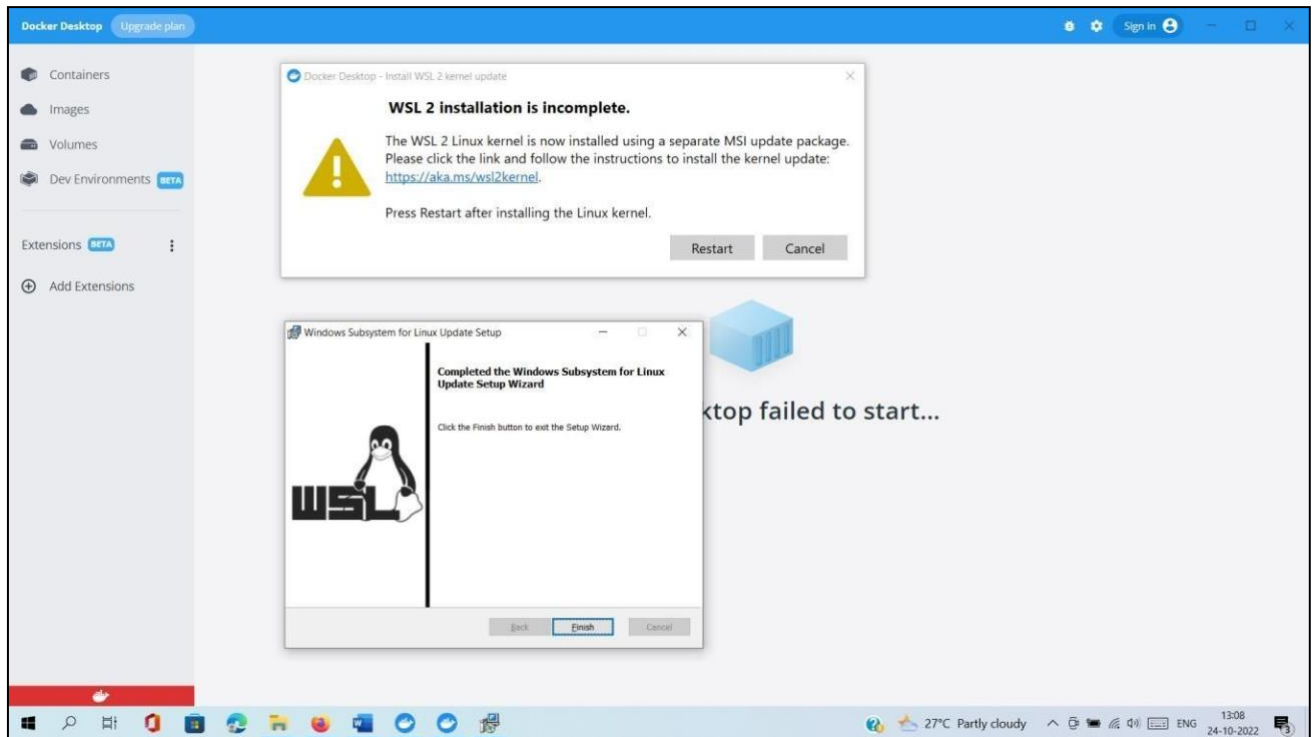 Docker Desktop Upgrade plan
Sign in
Containers
Images
Volumes
Dev Environments BETA
Extensions BETA
Add Extensions
Docker Desktop - Install WSL 2 kernel update
WSL 2 installation is incomplete.
The WSL 2 Linux kernel is now installed using a separate MSI update package.
Please click the link and follow the instructions to install the kernel update:
https://aka.ms/wsl2kernel.
Press Restart after installing the Linux kernel.
Restart Cancel
Windows Subsystem for Linux Update Setup
Completed the Windows Subsystem for Linux
Update Setup Wizard
Click the Finish button to exit the Setup Wizard.
WSL
Back Finish Cancel
ktop failed to start...
27°C Partly cloudy
ENG
13:08
24-10-2022
3